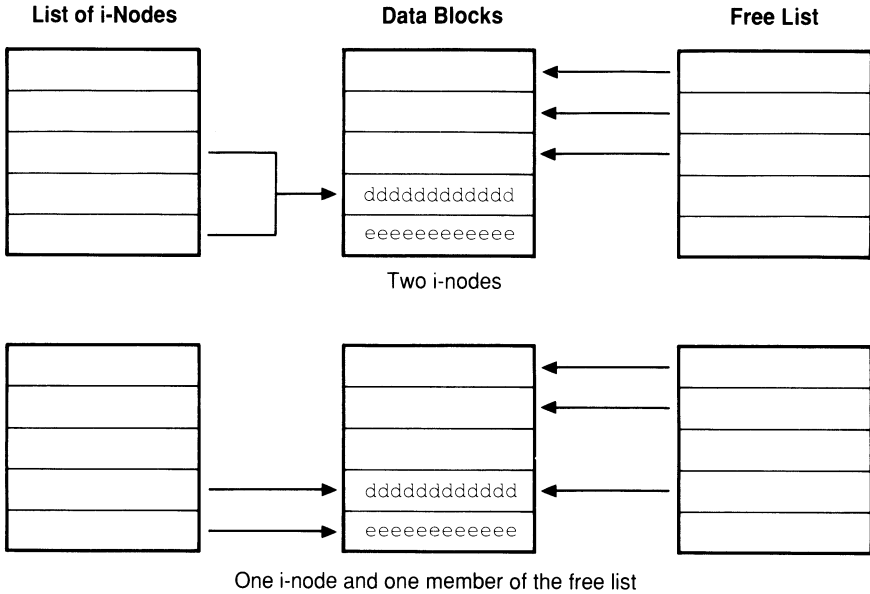 List of i-Nodes Data Blocks Free List
dddddddddddd
eeeeeeeeeeee
Two i-nodes
dddddddddddd
eeeeeeeeeeee
One i-node and one member of the free list